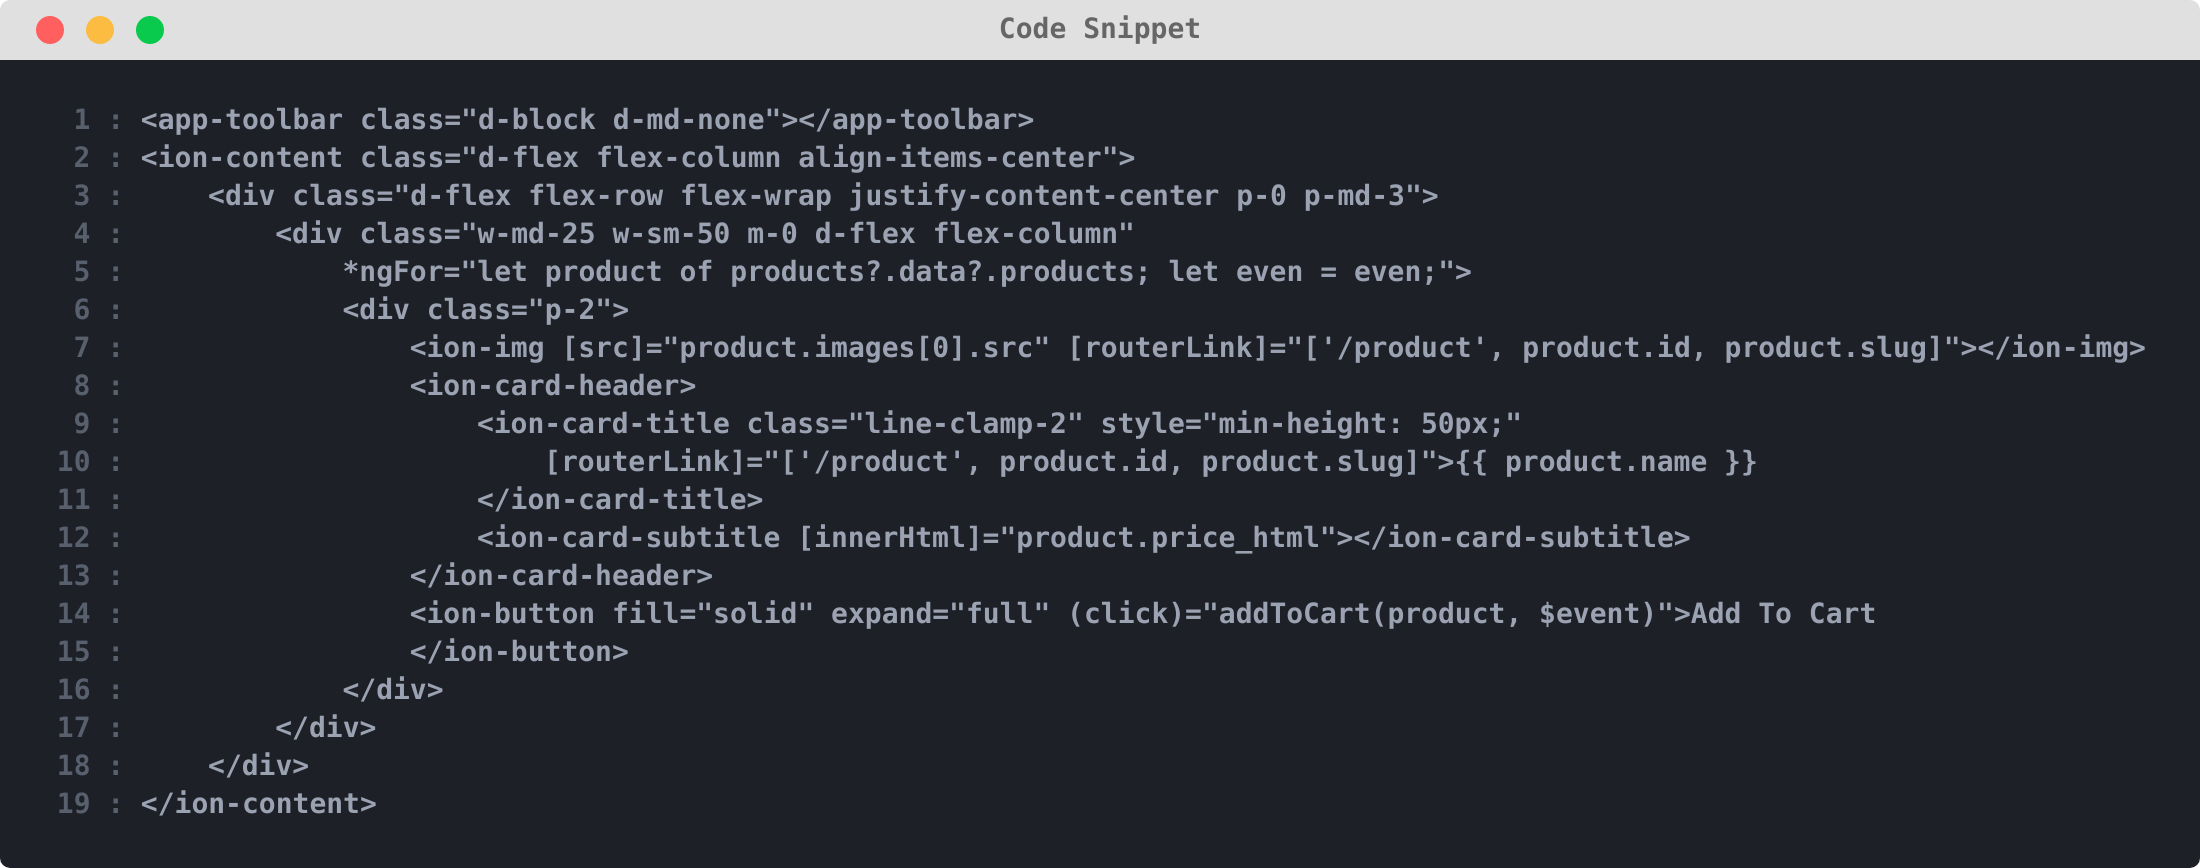 Code Snippet
1 : <app-toolbar class="d-block d-md-none"></app-toolbar>
2 : <ion-content class="d-flex flex-column align-items-center">
3 :     <div class="d-flex flex-row flex-wrap justify-content-center p-0 p-md-3">
4 :         <div class="w-md-25 w-sm-50 m-0 d-flex flex-column"
5 :             *ngFor="let product of products?.data?.products; let even = even;">
6 :             <div class="p-2">
7 :                 <ion-img [src]="product.images[0].src" [routerLink]="['/product', product.id, product.slug]"></ion-img>
8 :                 <ion-card-header>
9 :                     <ion-card-title class="line-clamp-2" style="min-height: 50px;"
10 :                         [routerLink]="['/product', product.id, product.slug]">{{ product.name }}
11 :                     </ion-card-title>
12 :                     <ion-card-subtitle [innerHtml]="product.price_html"></ion-card-subtitle>
13 :                 </ion-card-header>
14 :                 <ion-button fill="solid" expand="full" (click)="addToCart(product, $event)">Add To Cart
15 :                 </ion-button>
16 :             </div>
17 :         </div>
18 :     </div>
19 : </ion-content>